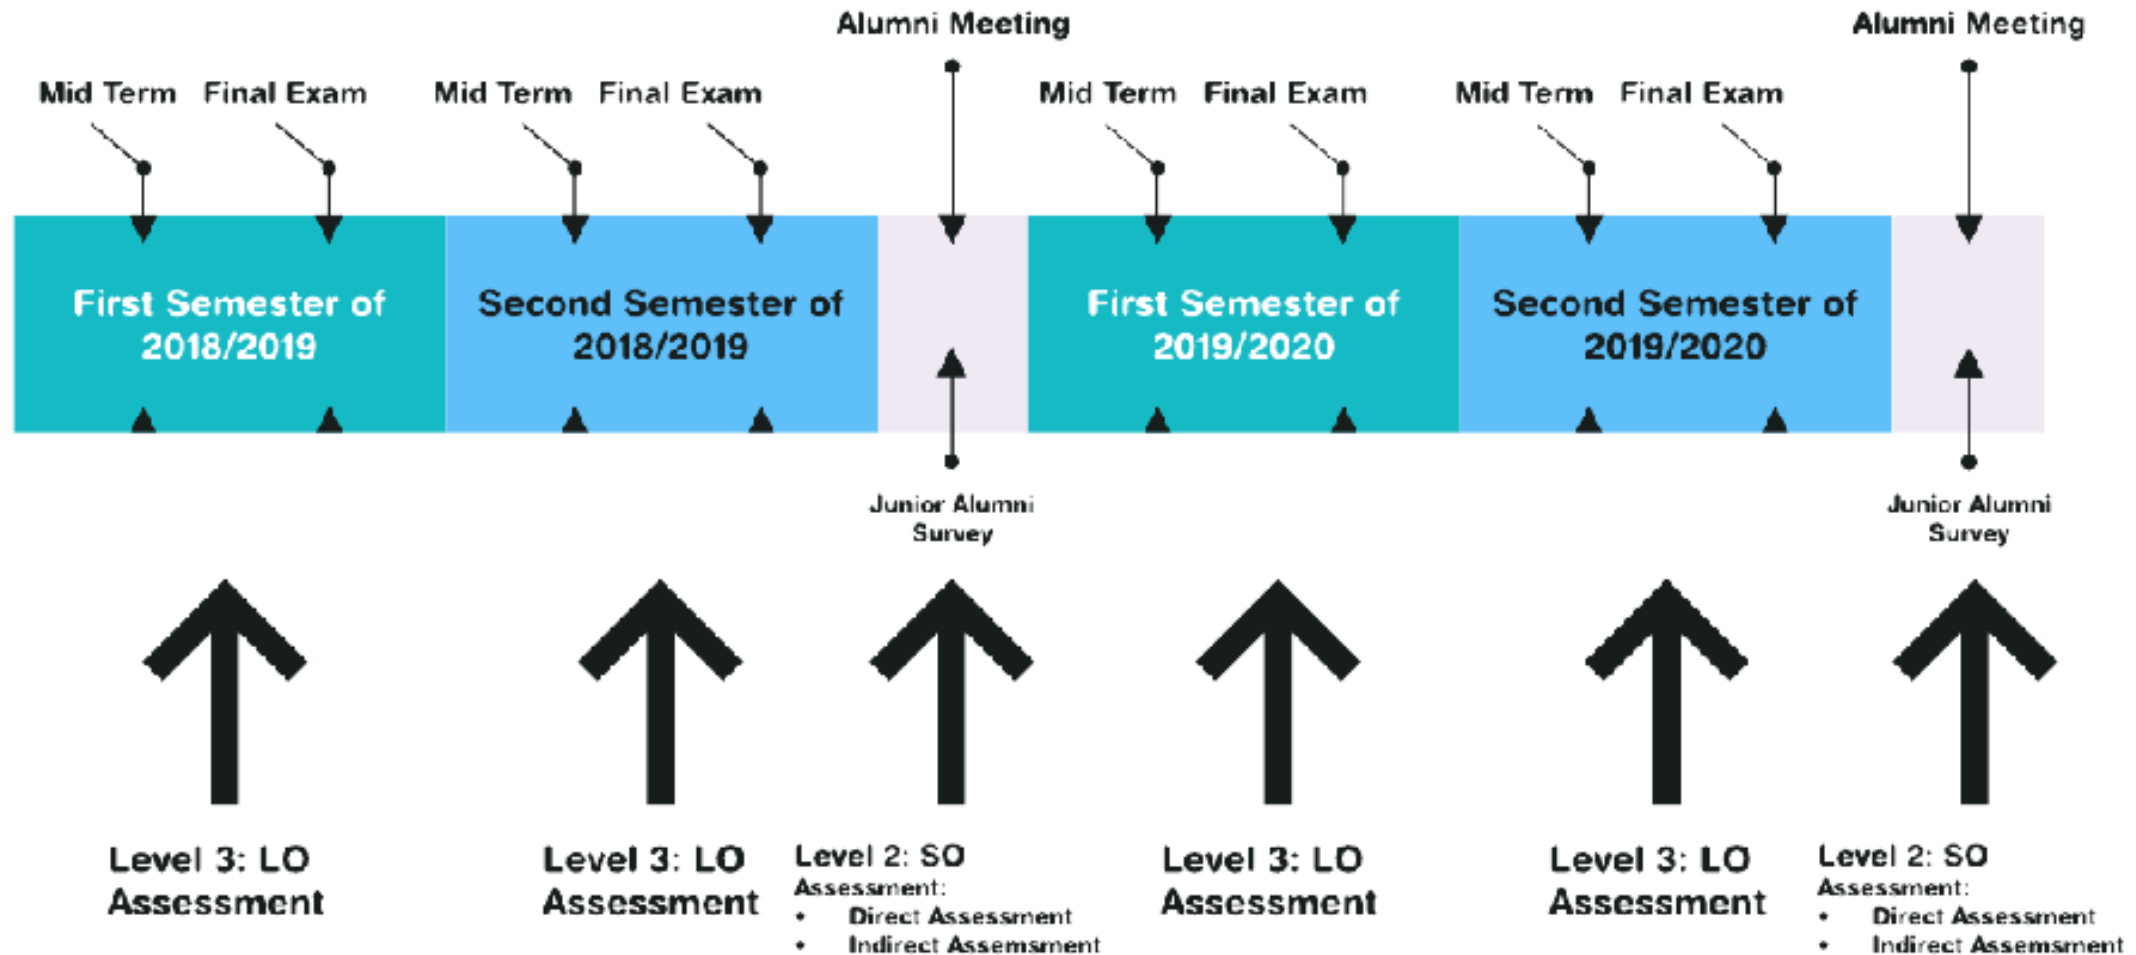 Alumni Meeting
Alumni Meeting
Mid Term
Final Exam
Mid Term
Final Exam
Mid Term
Final Exam
Mid Term
Final Exam
First Semester of
2018/2019
Second Semester of
2018/2019
First Semester of
2019/2020
Second Semester of
2019/2020
Junior Alumni
Survey
Junior Alumni
Survey
Level 3: LO
Assessment
Level 3: LO
Assessment
Level 2: SO
Assessment:
• Direct Assessment
• Indirect Assemsment
Level 3: LO
Assessment
Level 3: LO
Assessment
Level 2: SO
Assessment:
• Direct Assessment
• Indirect Assemsment